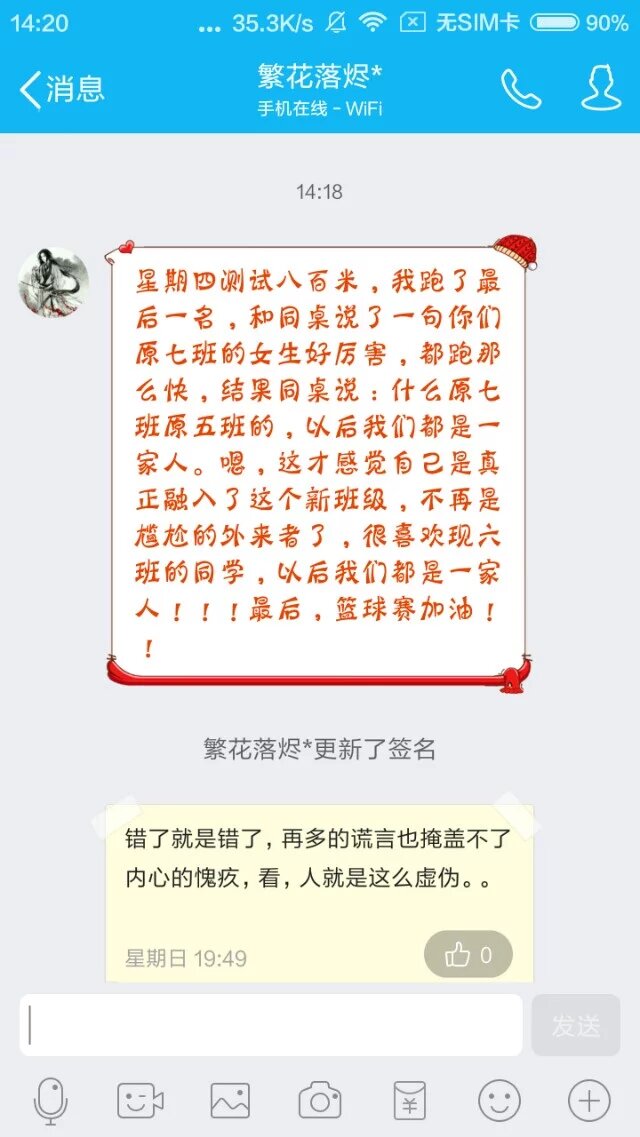 14:20
... 35.3K/s 无SIM卡 90%
消息
繁花落烬*
手机在线 - WiFi
14:18
星期四测试八百米，我跑了最
后一名，和同桌说了一句你们
原七班的女生好厉害，都跑那
么快，结果同桌说：什么原七
班原五班的，以后我们都是一
家人。嗯，这才感觉自己是真
正融入了这个新班级，不再是
尴尬的外来者了，很喜欢现六
班的同学，以后我们都是一家
人！！！最后，篮球赛加油！
！
繁花落烬*更新了签名
错了就是错了，再多的谎言也掩盖不了
内心的愧疚，看，人就是这么虚伪。。
星期日 19:49
0
发送